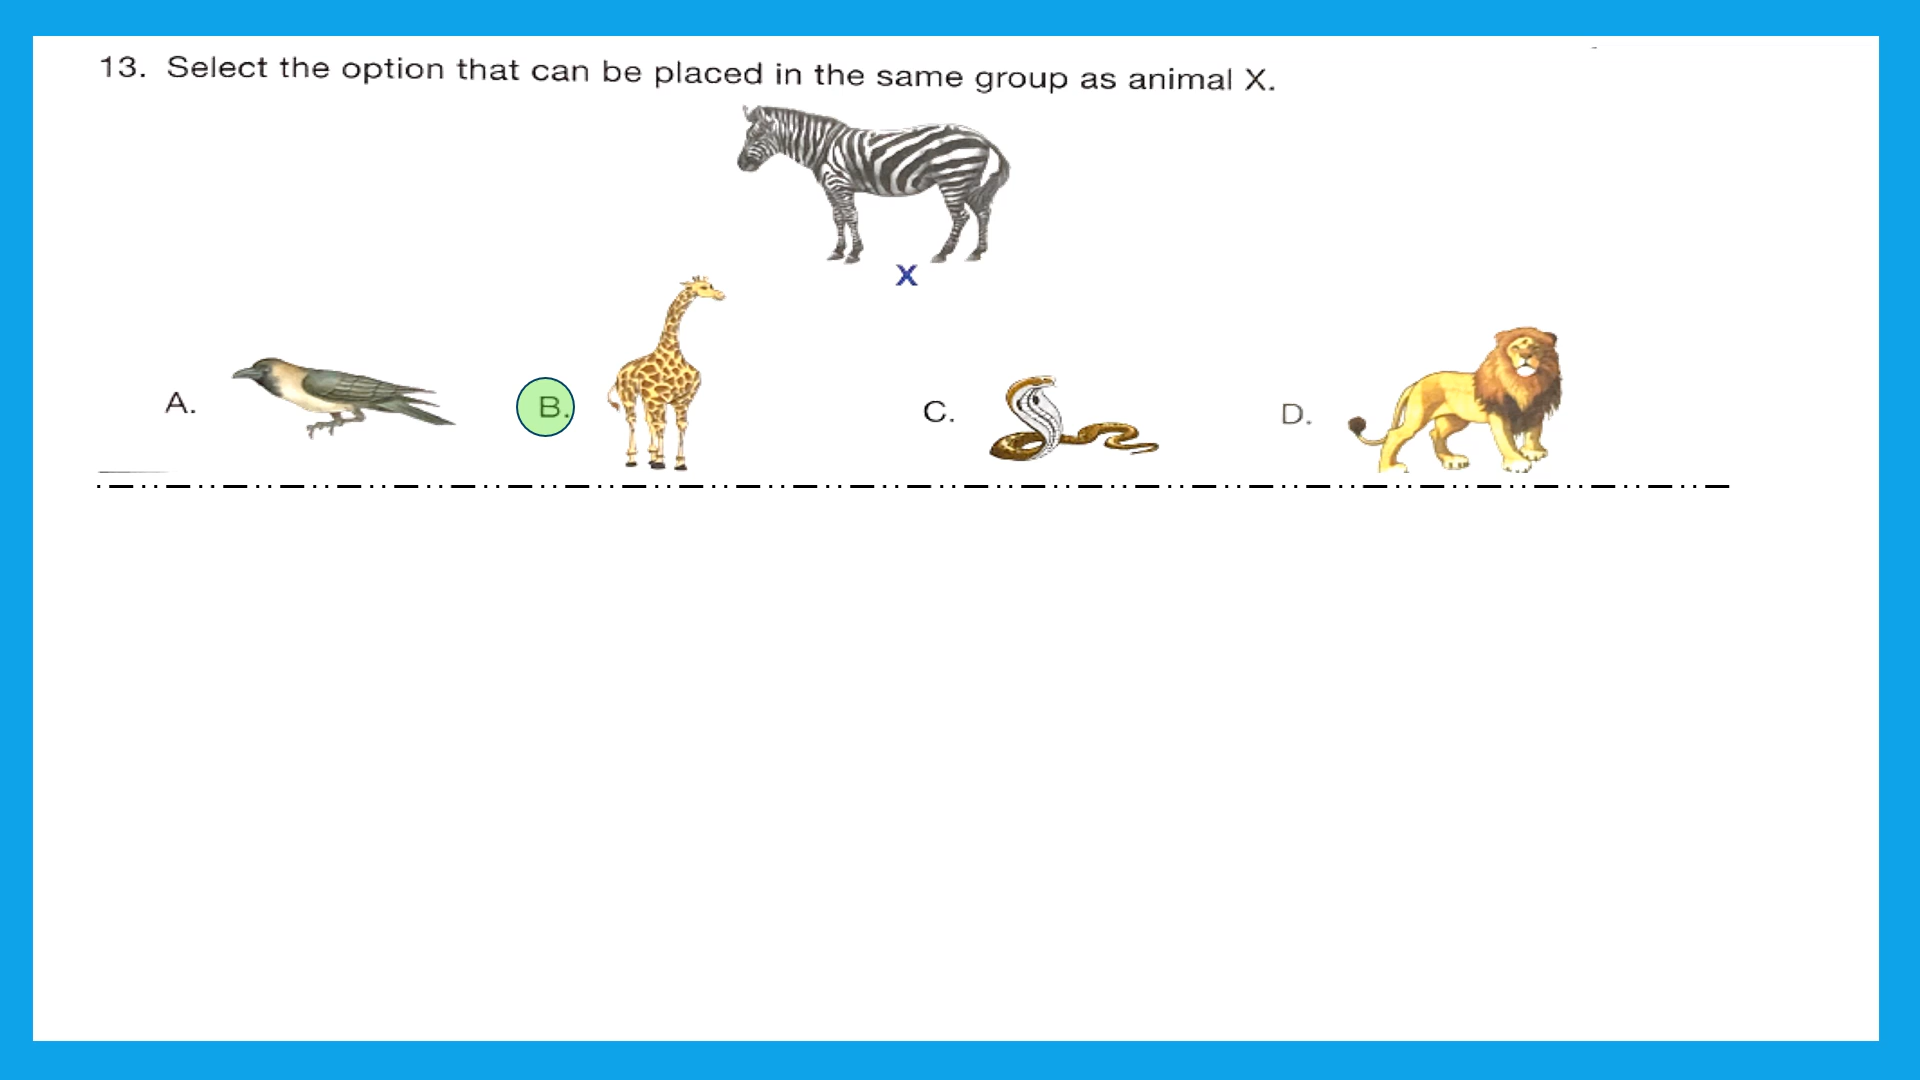 13. Select the option that can be placed in the same group as animal X.
X
A. B. C. D.